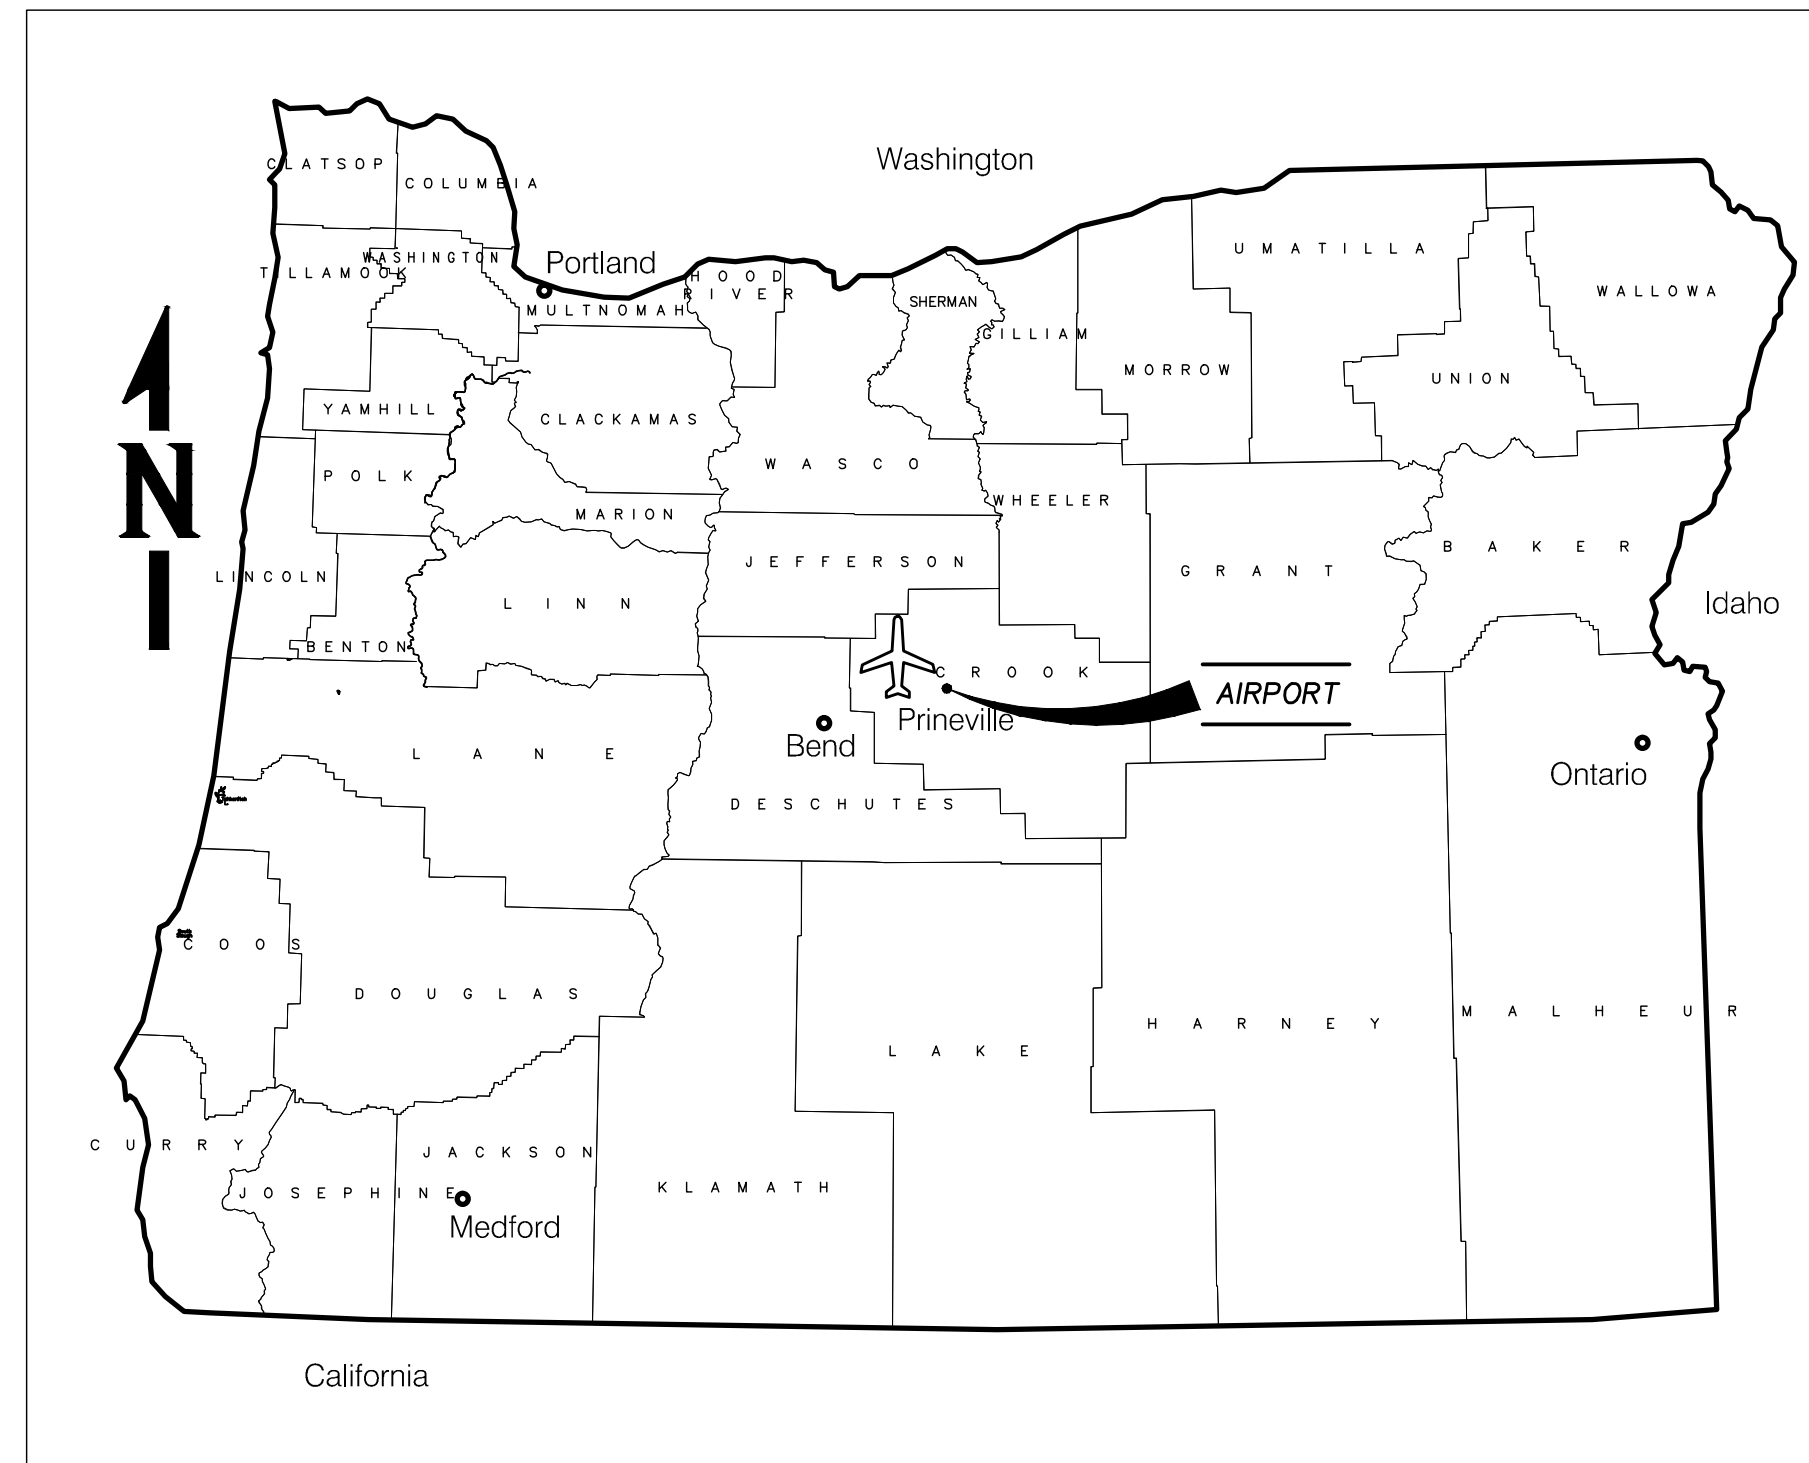 Washington
CLATSOP
COLUMBIA
WASHINGTON
TILLAMOOK
Portland
MULTNOMAH
HOOD
RIVER
SHERMAN
GILLIAM
UMATILLA
WALLOWA
MORROW
UNION
YAMHILL
CLACKAMAS
WASCO
POLK
MARION
WHEELER
N
LINCOLN
JEFFERSON
GRANT
BAKER
Idaho
LINN
BENTON
CROOK
AIRPORT
Prineville
Bend
Ontario
LANE
DESCHUTES
COOS
DOUGLAS
LAKE
HARNEY
MALHEUR
CURRY
JACKSON
JOSEPHINE
KLAMATH
Medford
California